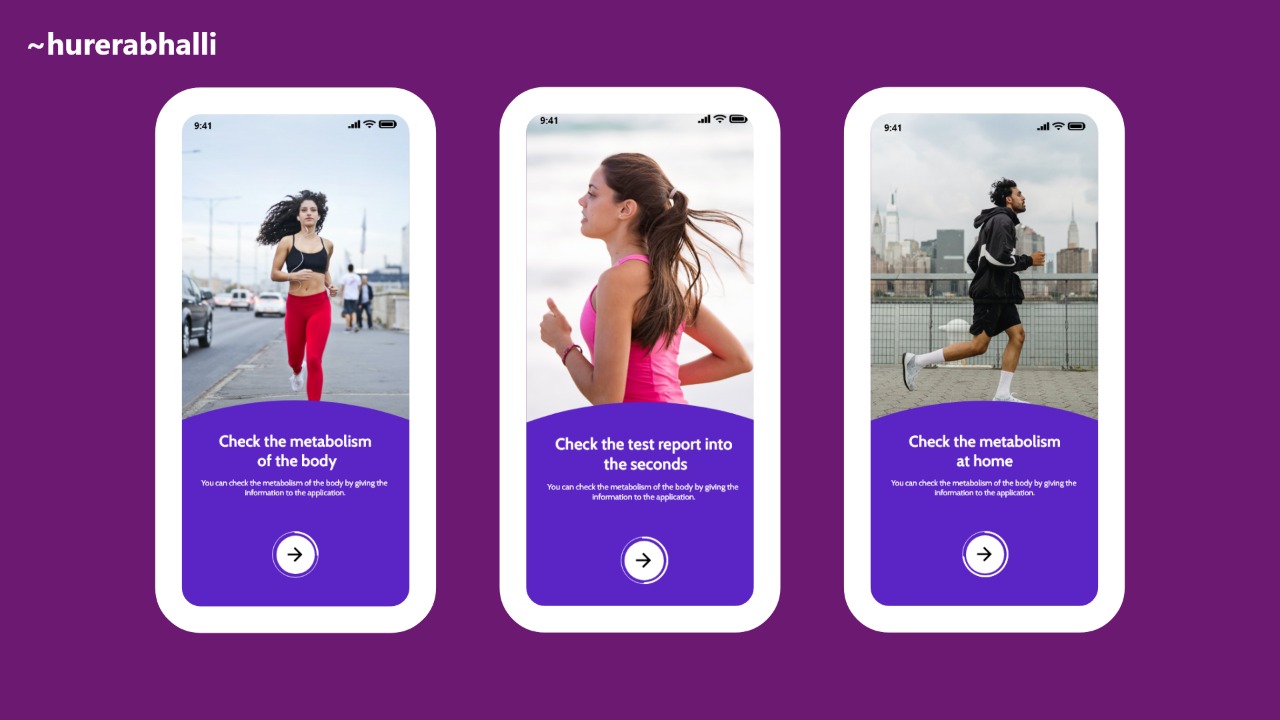 ~hurerabhalli
9:41
Check the metabolism
of the body
You can check the metabolism of the body by giving the
information to the application.
9:41
Check the test report into
the seconds
You can check the metabolism of the body by giving the
information to the application.
9:41
Check the metabolism
at home
You can check the metabolism of the body by giving the
information to the application.